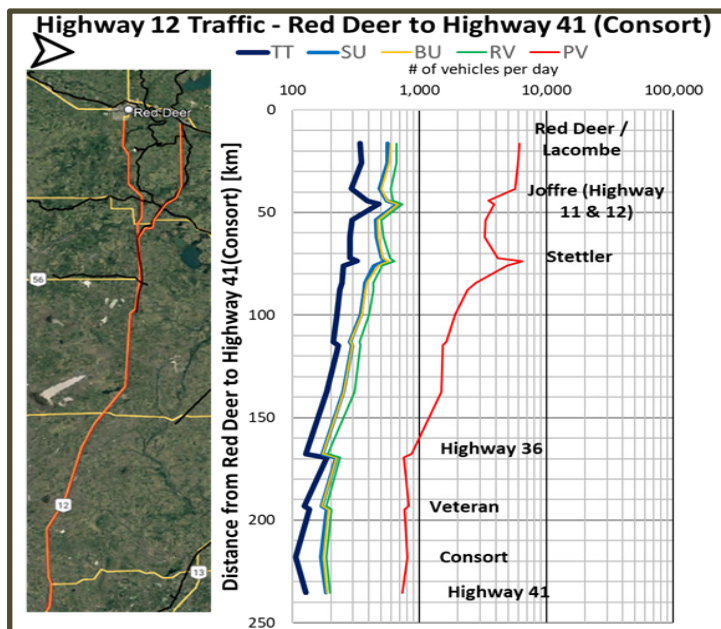 Highway 12 Traffic - Red Deer to Highway 41 (Consort)
TT SU BU RV PV
# of vehicles per day
100 1,000 10,000 100,000
Distance from Red Deer to Highway 41(Consort) [km]
0
50
100
150
200
250
Red Deer /
Lacombe
Joffre (Highway
11 & 12)
Stettler
Highway 36
Veteran
Consort
Highway 41
Red Deer
56
12
13